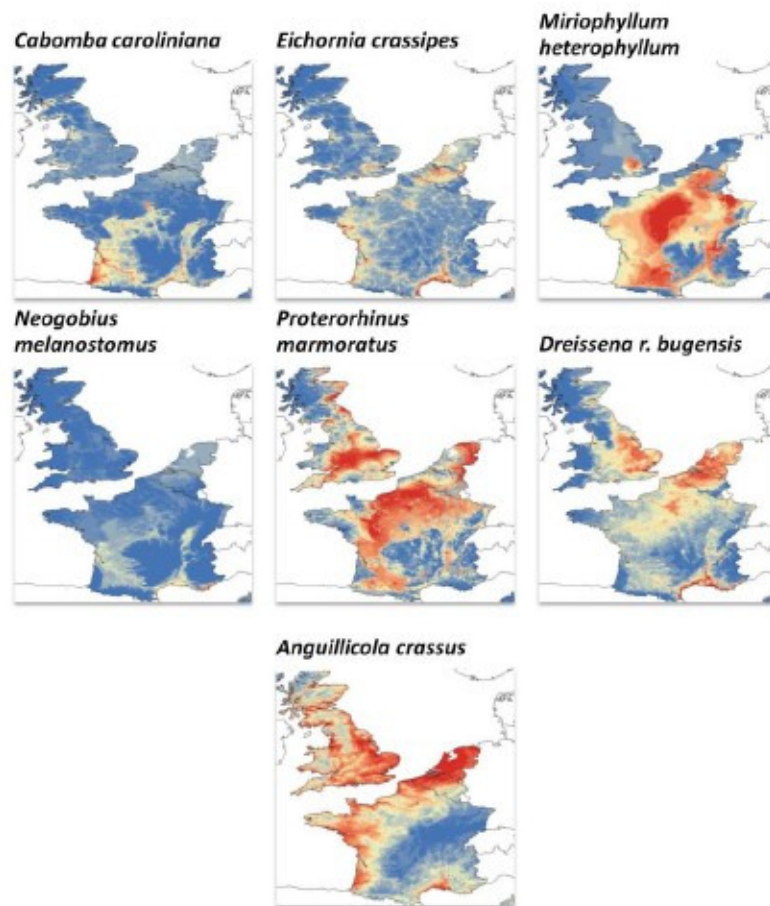 Cabomba caroliniana
Eichornia crassipes
Miriophyllum
heterophyllum
Neogobius
melanostomus
Proterorhinus
marmoratus
Dreissena r. bugensis
Anguillicola crassus